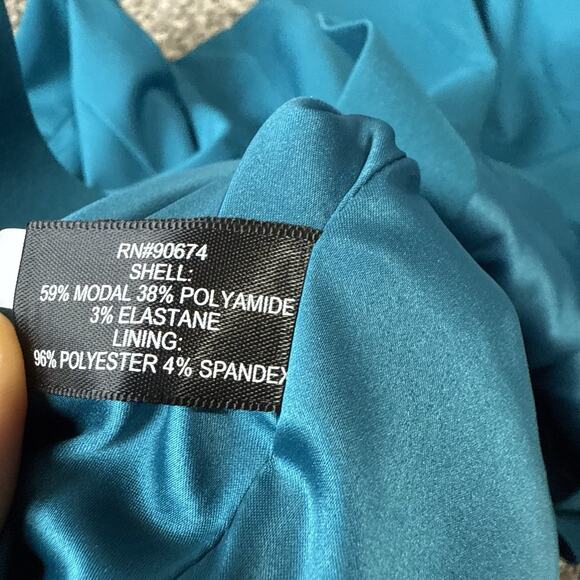 RN#90674
SHELL:
59% MODAL 38% POLYAMIDE
3% ELASTANE
LINING:
96% POLYESTER 4% SPANDEX